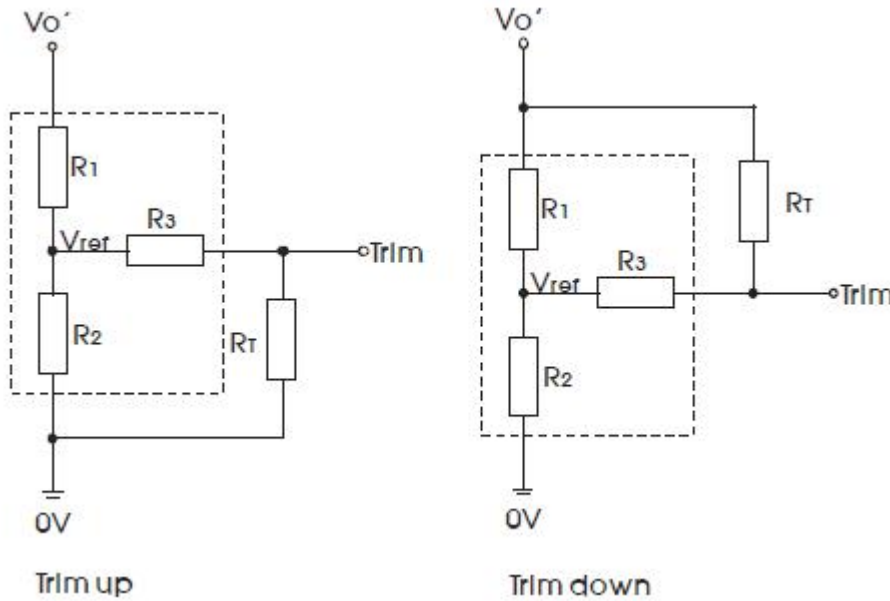 Vo'
R1
R3
Vref
Trim
R2
RT
0V
Trim up
Vo'
R1
RT
R3
Vref
Trim
R2
0V
Trim down